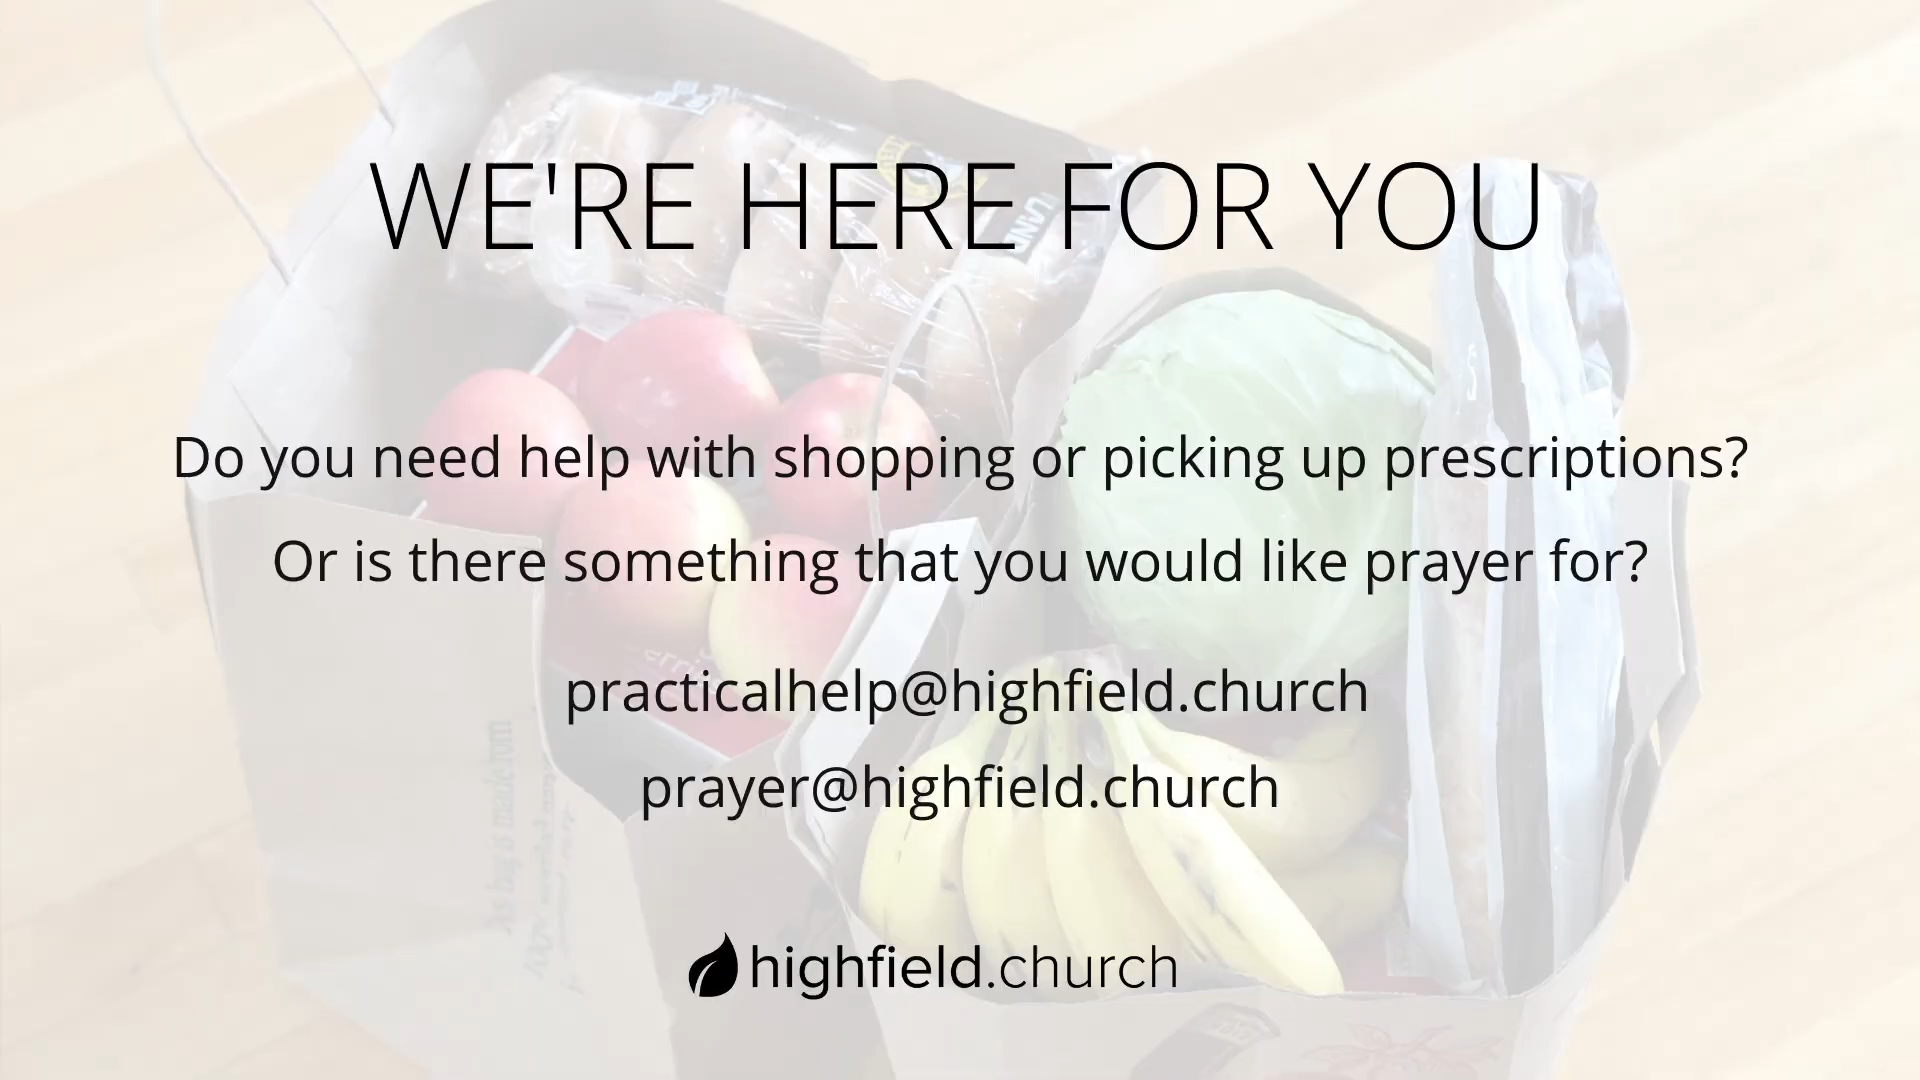 WE'RE HERE FOR YOU
Do you need help with shopping or picking up prescriptions?
Or is there something that you would like prayer for?
practicalhelp@highfield.church
prayer@highfield.church
highfield.church